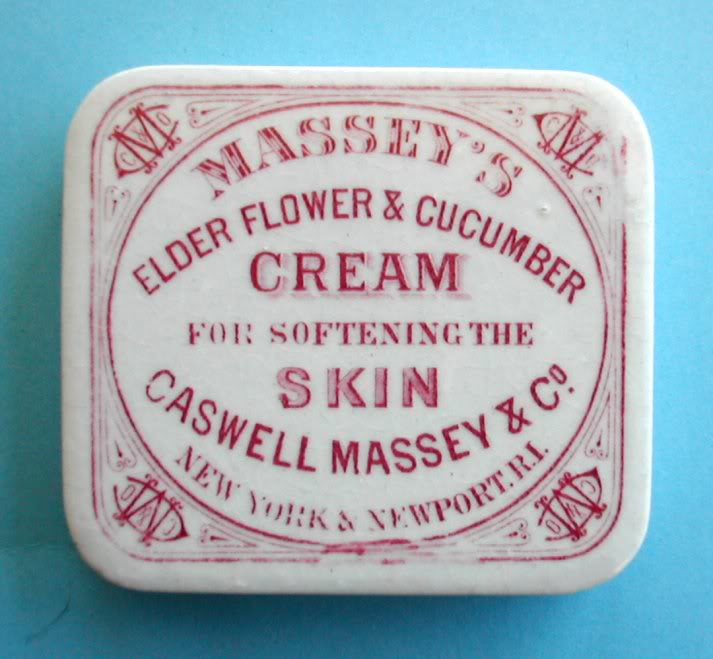 MASSEY'S
ELDER FLOWER & CUCUMBER
CREAM
FOR SOFTENING THE
SKIN
CASWELL MASSEY & Co.
NEW YORK & NEWPORT. R.I.